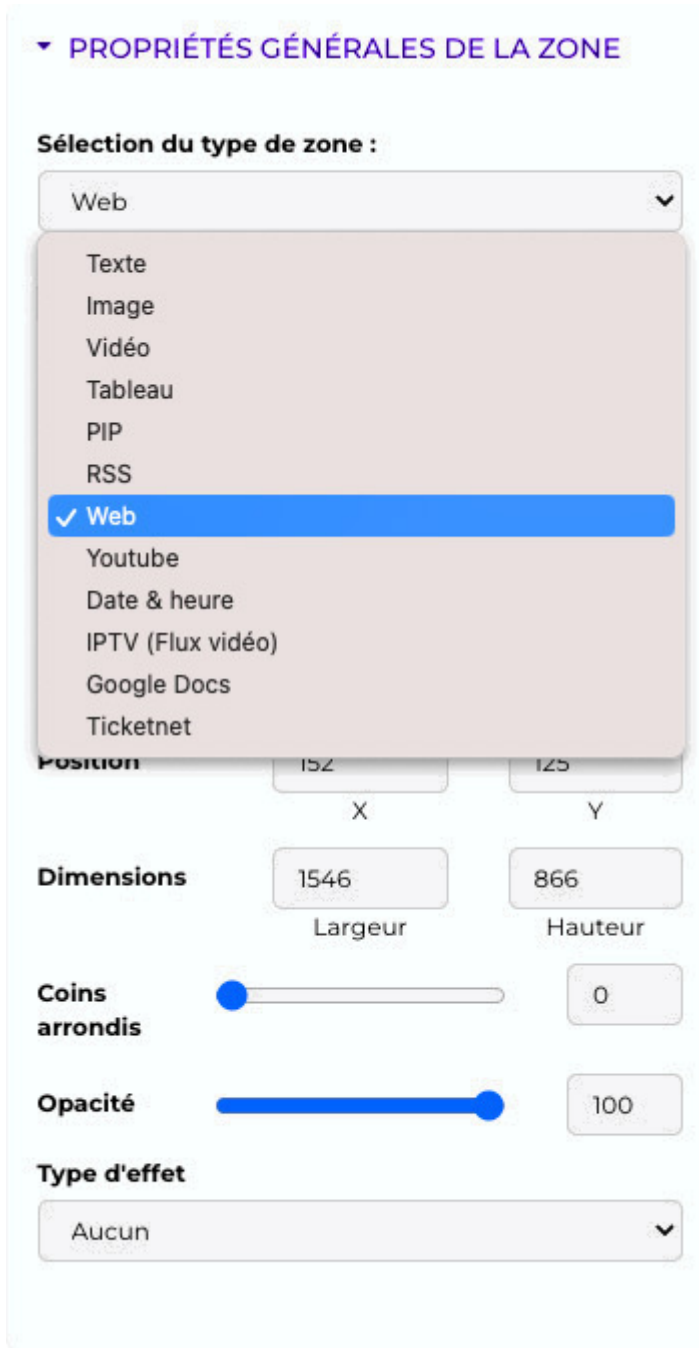 PROPRIÉTÉS GÉNÉRALES DE LA ZONE
Sélection du type de zone :
Web
Texte
Image
Vidéo
Tableau
PIP
RSS
Web
Youtube
Date & heure
IPTV (Flux vidéo)
Google Docs
Ticketnet
Position 152 125
X Y
Dimensions 1546 866
Largeur Hauteur
Coins
arrondis 0
Opacité 100
Type d'effet
Aucun